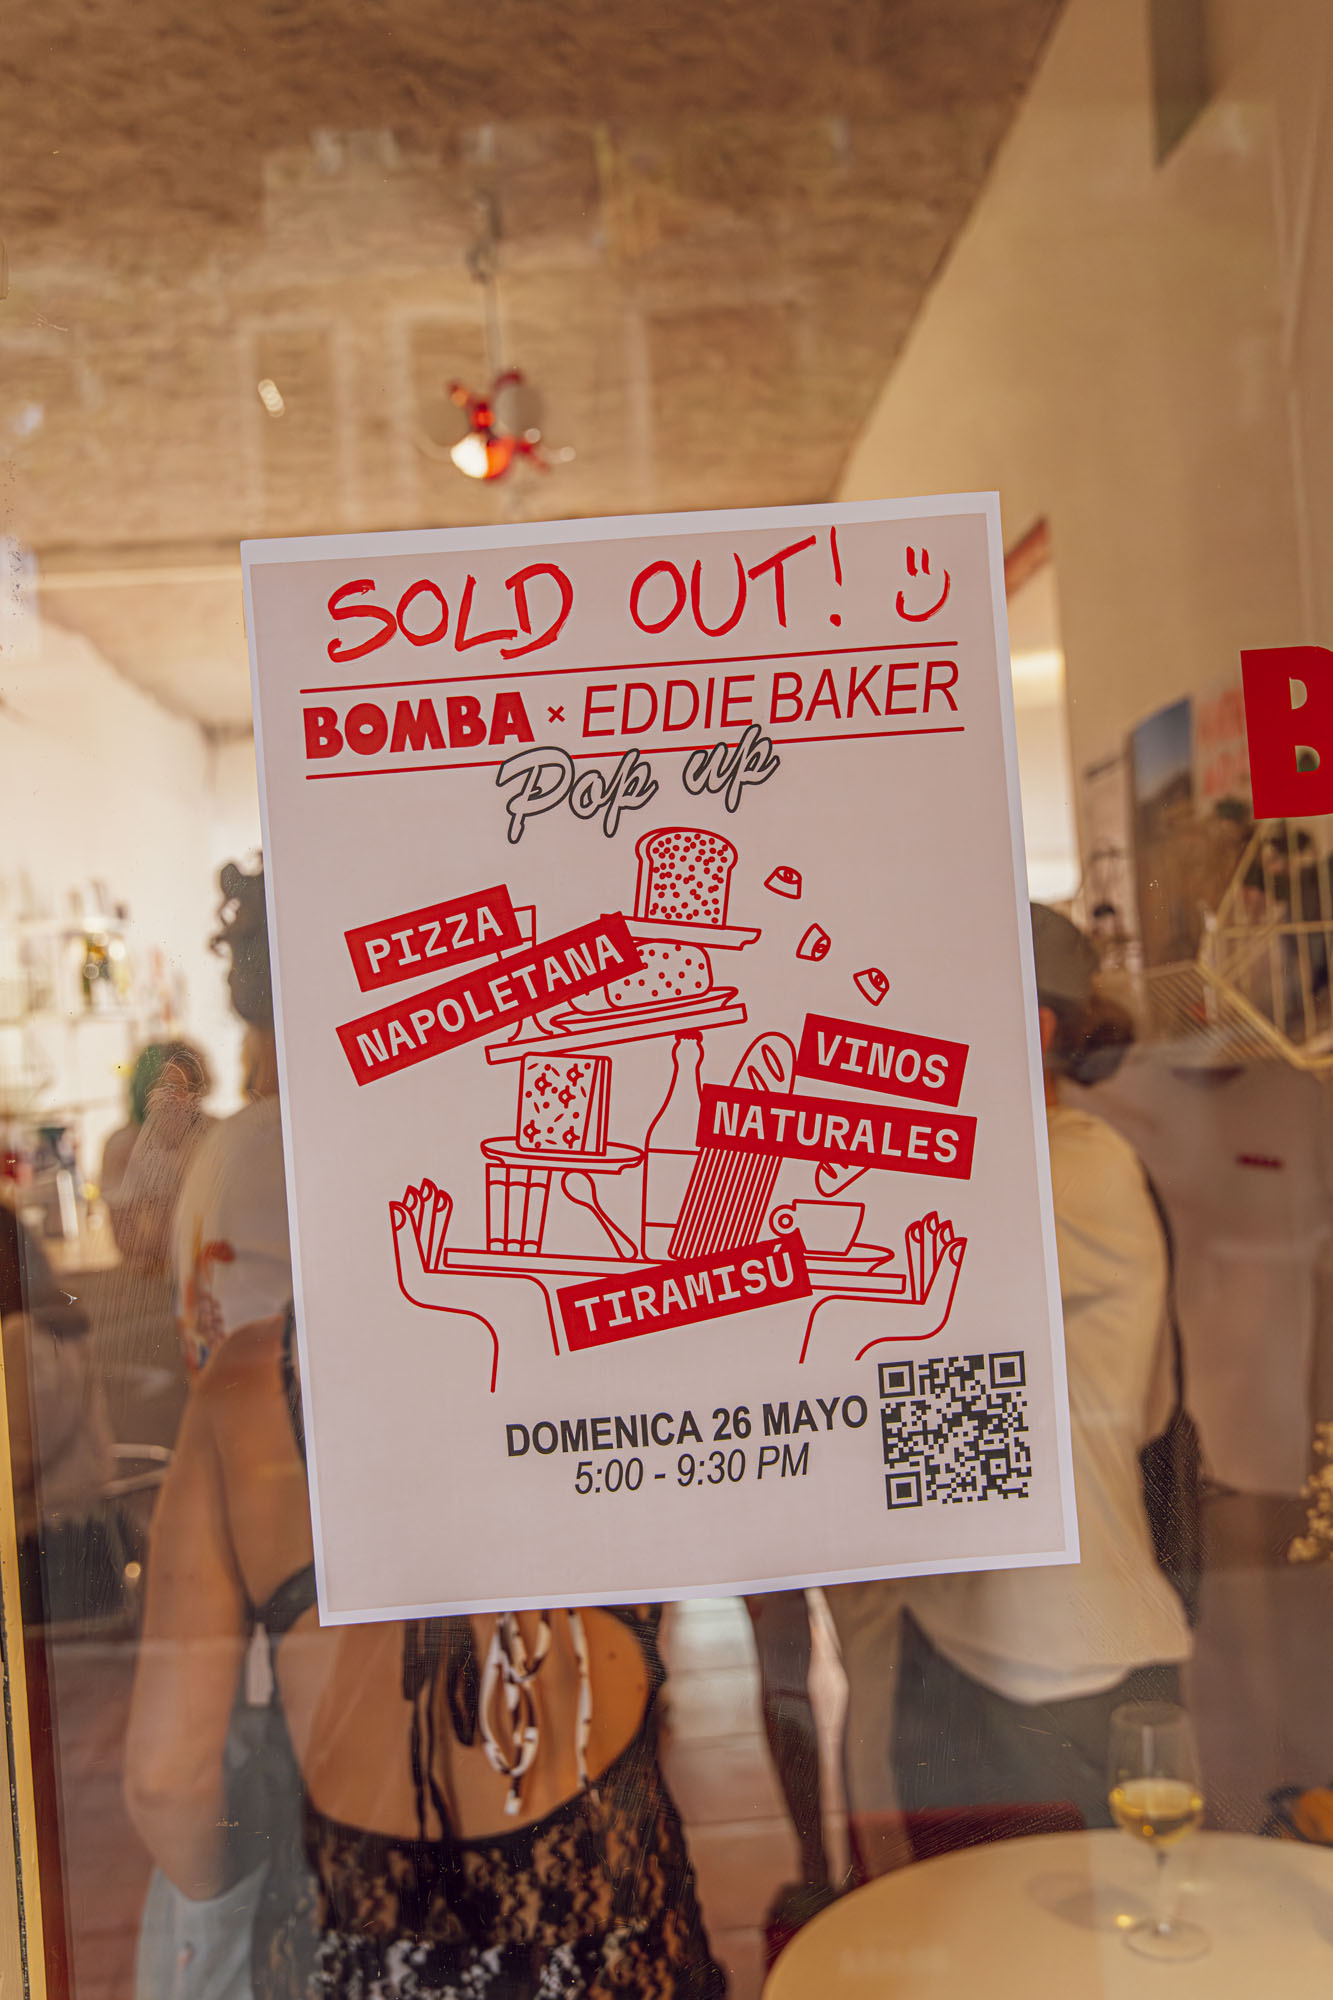 SOLD OUT!
BOMBA × EDDIE BAKER
Pop up
PIZZA
NAPOLETANA
VINOS
NATURALES
TIRAMISÚ
DOMENICA 26 MAYO
5:00 - 9:30 PM
B